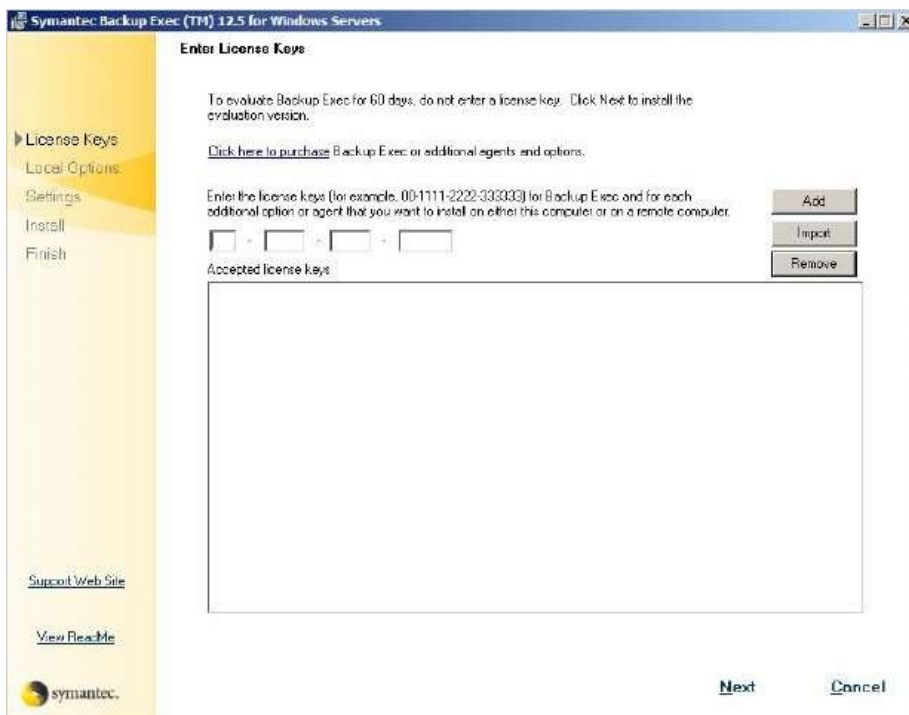 Symantec Backup Exec (TM) 12.5 for Windows Servers
Enter License Keys
To evaluate Backup Exec for 60 days, do not enter a license key. Click Next to install the
evaluation version.
Click here to purchase Backup Exec or additional agents and options.
Enter the license keys (for example, 00-1111-2222-333333) for Backup Exec and for each
additional option or agent that you want to install on either this computer or on a remote computer.
- - -
Accepted license keys
Add
Import
Remove
License Keys
Local Options
Settings
Install
Finish
Support Web Site
View ReadMe
symantec.
Next
Cancel